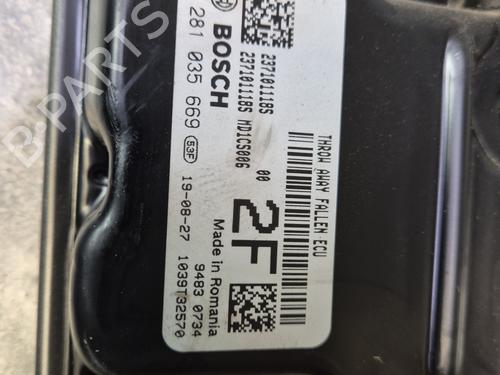 BOSCH
281 035 669 53F 19-08-27
237101118S
237101118S MD1CS006 00
2F
Made in Romania
9483 0734
1039T32570
THROW AWAY FALLEN ECU